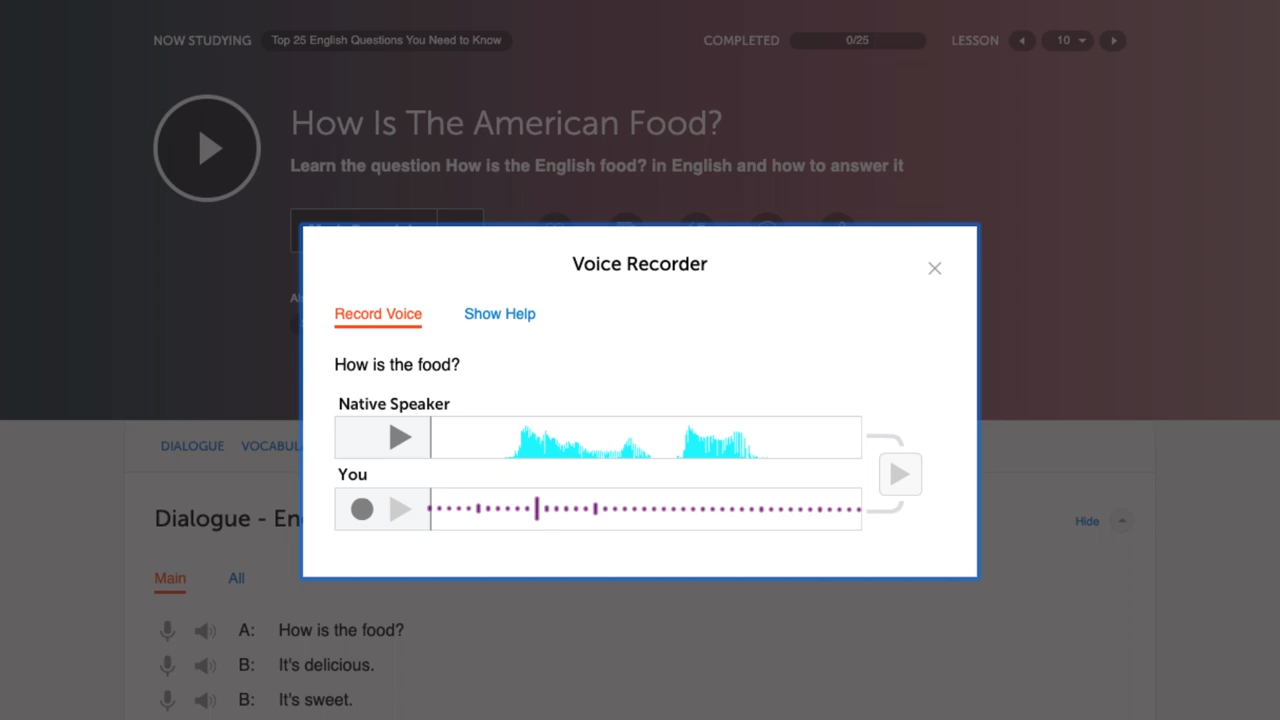 NOW STUDYING Top 25 English Questions You Need to Know COMPLETED 0/25 LESSON 10
How Is The American Food?
Learn the question How is the English food? in English and how to answer it
Voice Recorder
Record Voice Show Help
How is the food?
Native Speaker
You
DIALOGUE
Dialogue -
Hide
Main All
A: How is the food?
B: It's delicious.
B: It's sweet.